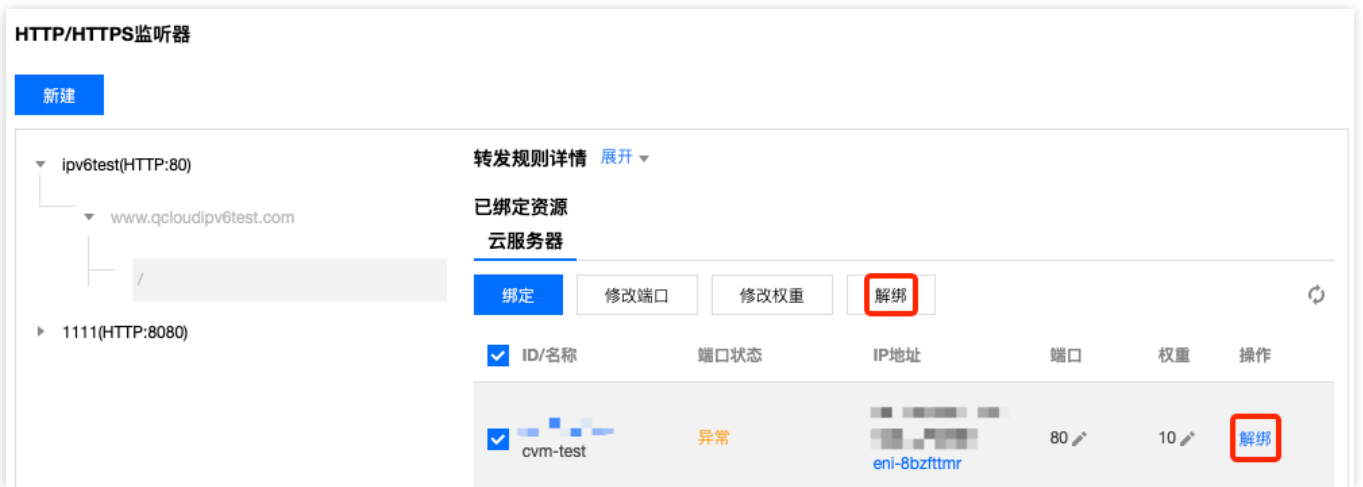 HTTP/HTTPS监听器
新建
ipv6test(HTTP:80)
www.qcloudipv6test.com
/
1111(HTTP:8080)
转发规则详情 展开
已绑定资源
云服务器
绑定 修改端口 修改权重 解绑
ID/名称 端口状态 IP地址 端口 权重 操作
cvm-test 异常 eni-8bzfttmr 80 10 解绑